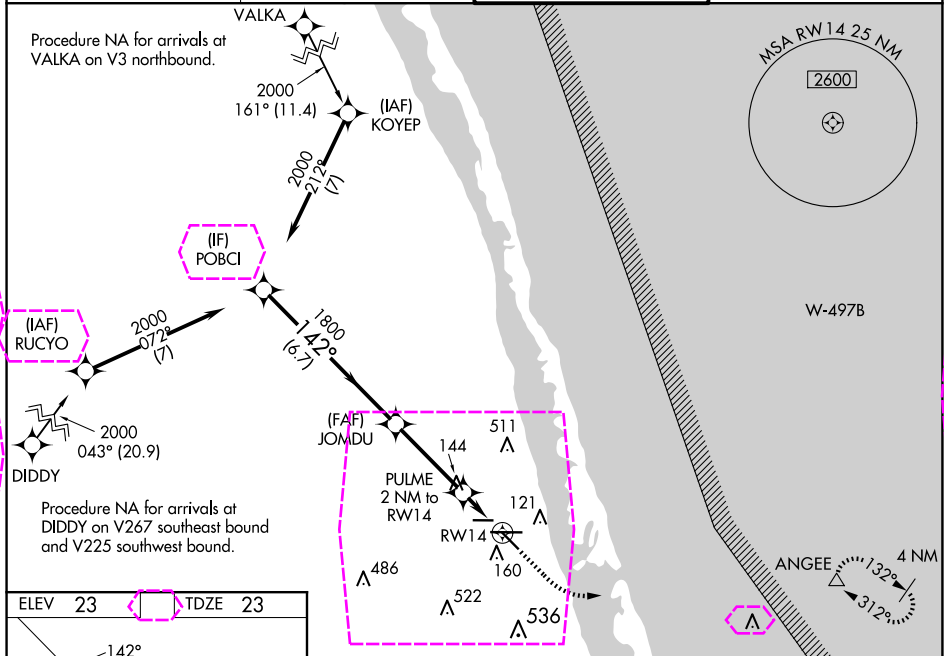 VALKA
Procedure NA for arrivals at
VALKA on V3 northbound.
2000
161° (11.4)
(IAF)
KOYEP
MSA RW14 25 NM
2600
2000
212°
(7)
(IF)
POBCI
(IAF)
RUCYO
2000
072°
(7)
1800
142°
(6.7)
W-497B
2000
043° (20.9)
DIDDY
(FAF)
JOMDU
511
144
PULME
2 NM to
RW14
121
RW14
160
Procedure NA for arrivals at
DIDDY on V267 southeast bound
and V225 southwest bound.
486
522
536
ANGEE
4 NM
132°
312°
ELEV 23
TDZE 23
142°